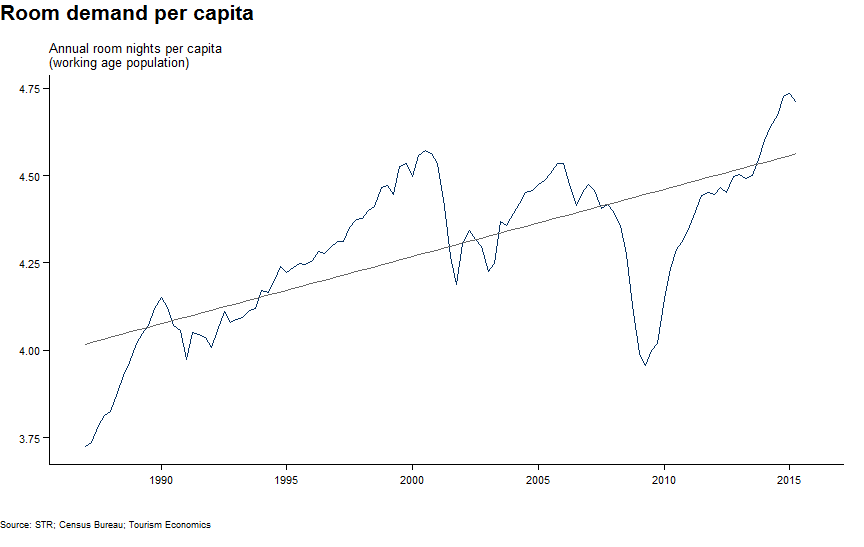 Room demand per capita
Annual room nights per capita
(working age population)
4.75
4.50
4.25
4.00
3.75
1990 1995 2000 2005 2010 2015
Source: STR; Census Bureau; Tourism Economics